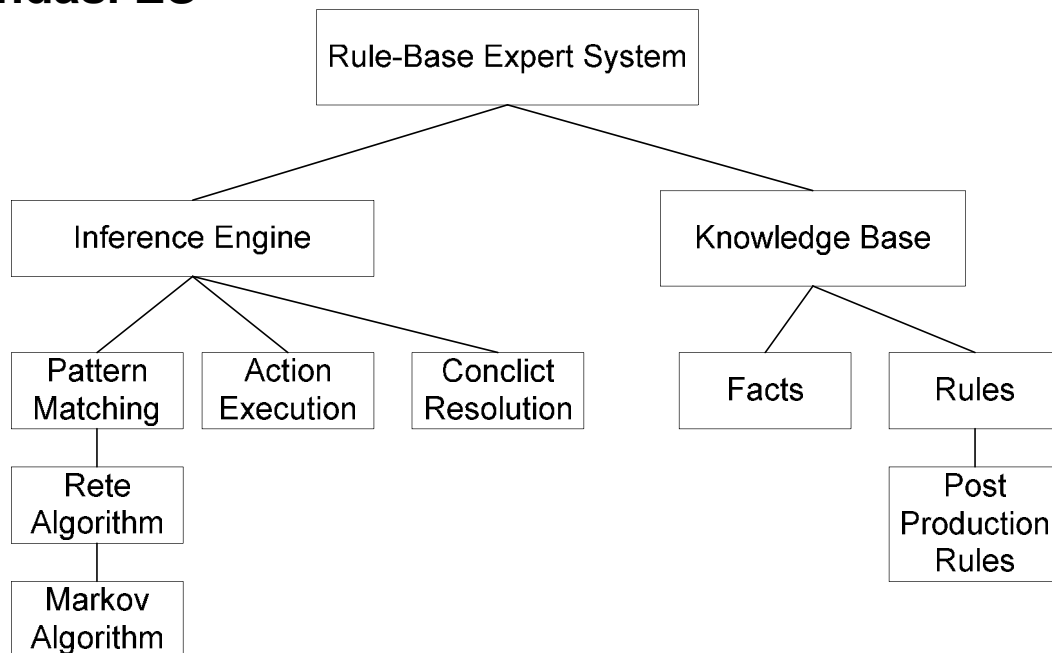 Rule-Base Expert System
Inference Engine
Knowledge Base
Pattern
Matching
Action
Execution
Conclict
Resolution
Facts
Rules
Rete
Algorithm
Post
Production
Rules
Markov
Algorithm